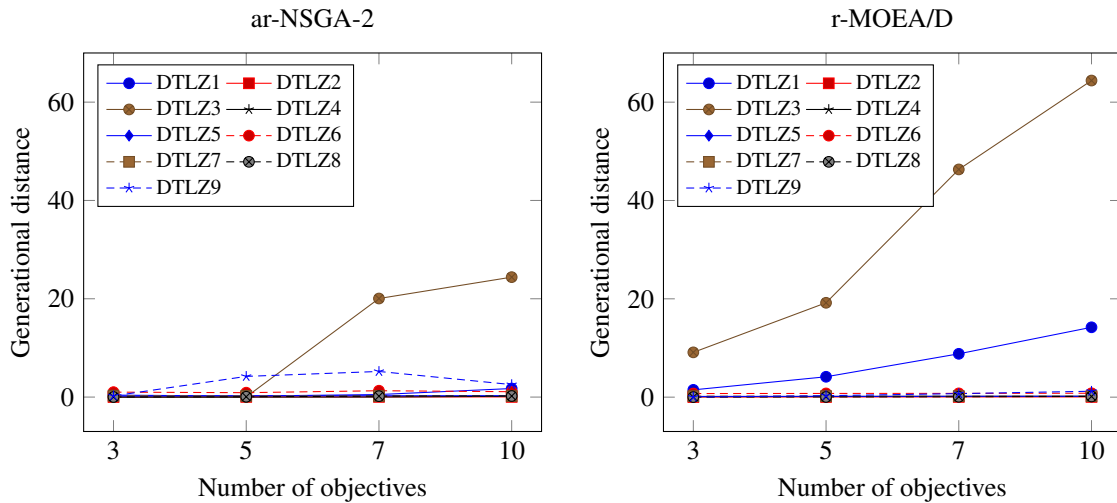 ar-NSGA-2
Generational distance
60
40
20
0
DTLZ1 DTLZ2
DTLZ3 DTLZ4
DTLZ5 DTLZ6
DTLZ7 DTLZ8
DTLZ9
3 5 7 10
Number of objectives
r-MOEA/D
Generational distance
60
40
20
0
DTLZ1 DTLZ2
DTLZ3 DTLZ4
DTLZ5 DTLZ6
DTLZ7 DTLZ8
DTLZ9
3 5 7 10
Number of objectives